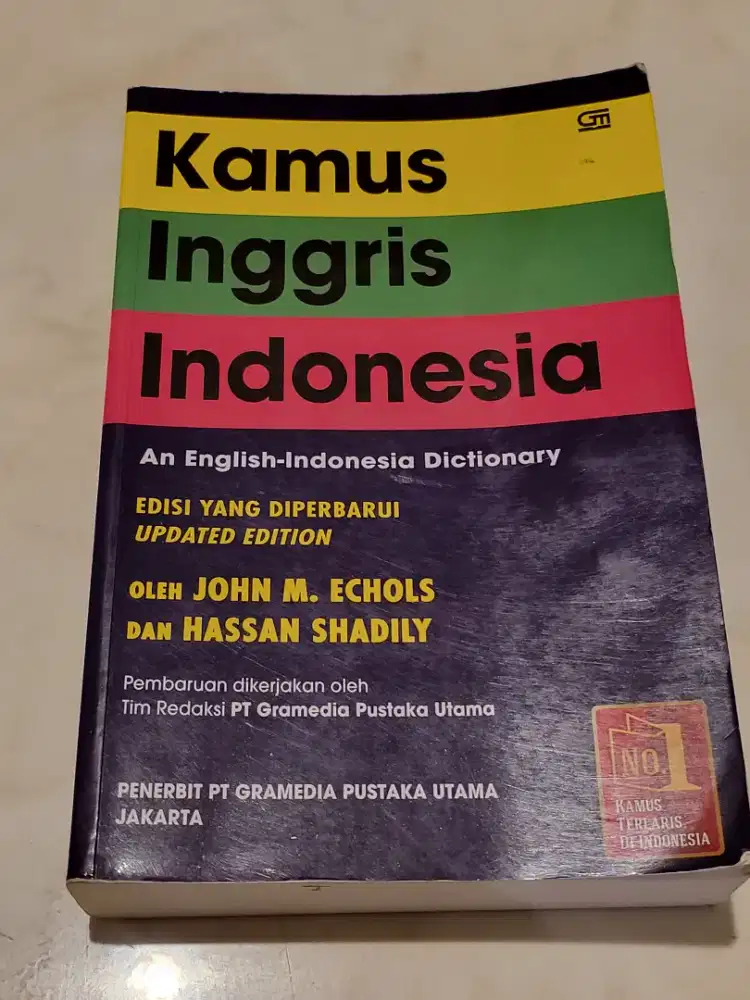 GM
Kamus
Inggris
Indonesia
An English-Indonesia Dictionary
EDISI YANG DIPERBARUI
UPDATED EDITION
OLEH JOHN M. ECHOLS
DAN HASSAN SHADILY
Pembaruan dikerjakan oleh
Tim Redaksi PT Gramedia Pustaka Utama
PENERBIT PT GRAMEDIA PUSTAKA UTAMA
JAKARTA
NO.1
KAMUS
TERLARIS
DI INDONESIA